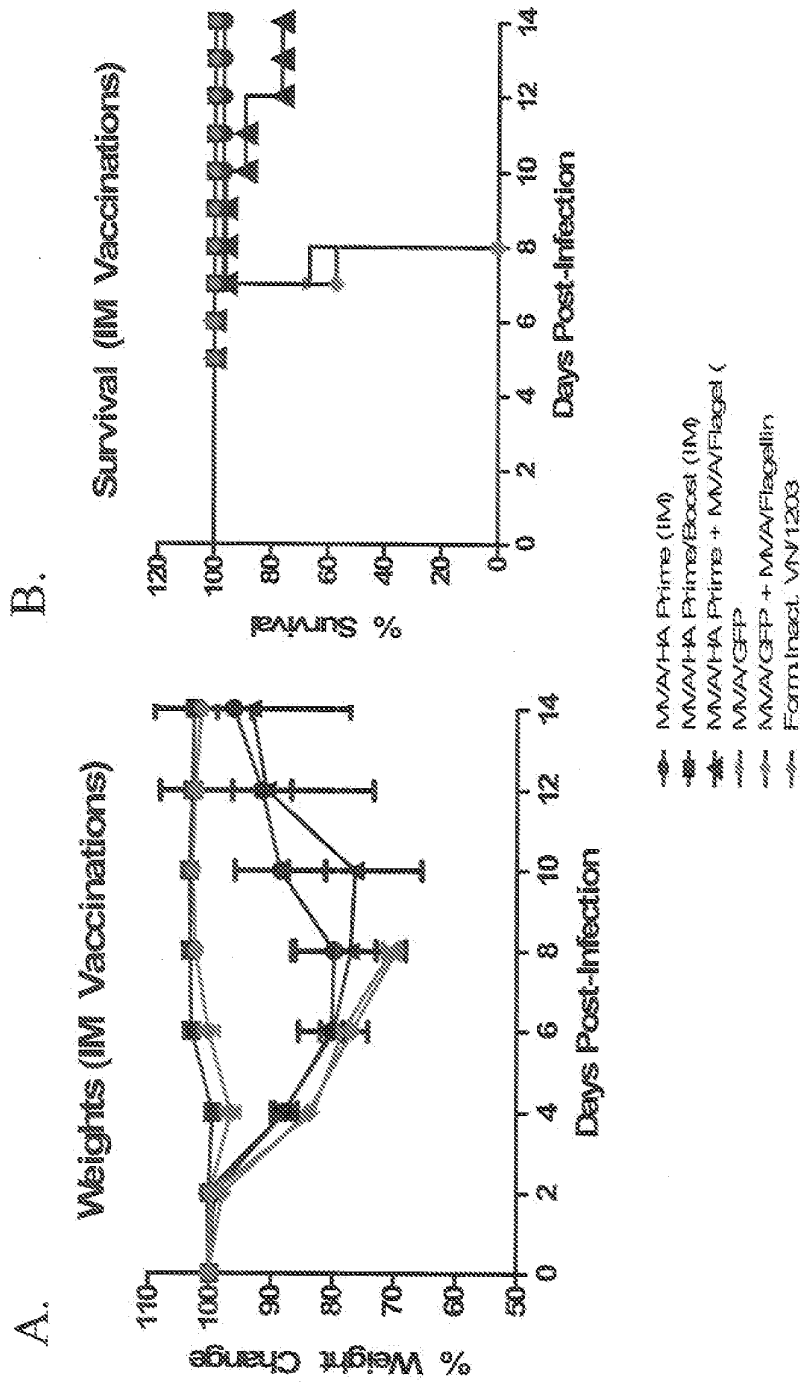 A.
Weights (IM Vaccinations)
% Weight Change
110
100
90
80
70
60
50
0 2 4 6 8 10 12 14
Days Post-Infection
B.
Survival (IM Vaccinations)
% Survival
120
100
80
60
40
20
0
0 2 4 6 8 10 12 14
Days Post-Infection
MVA/HA Prime (IM)
MVA/HA Prime/Boost (IM)
MVA/HA Prime + MVA/Flagel (
MVA/GFP
MVA/GFP + MVA/Flagellin
Form.Inact. VN/1203